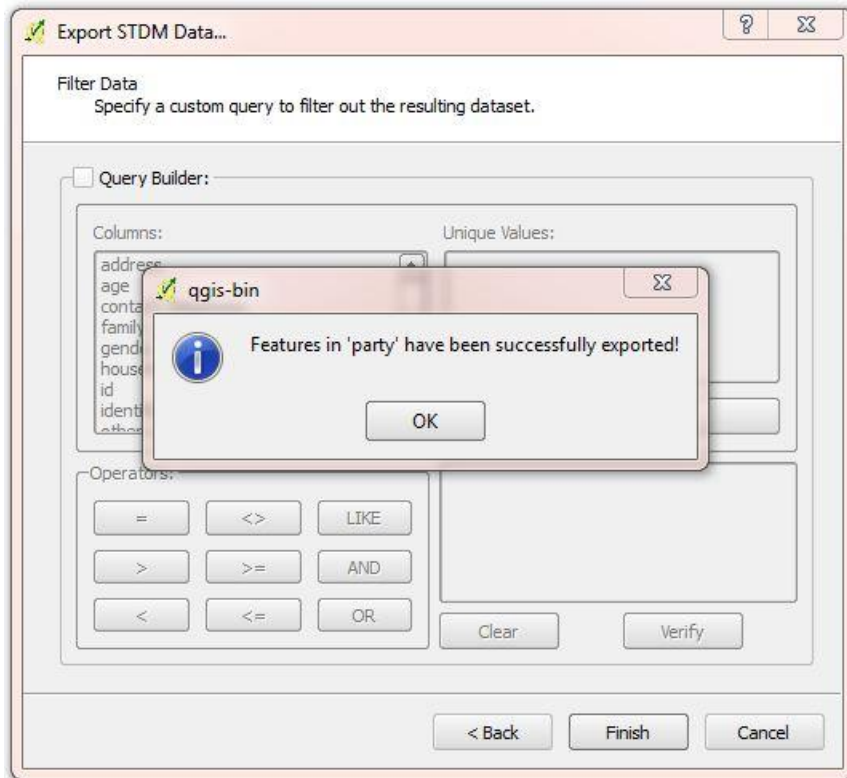 Export STDM Data...
Filter Data
Specify a custom query to filter out the resulting dataset.
Query Builder:
Columns:
Unique Values:
address
age
family
id
qgis-bin
Features in 'party' have been successfully exported!
OK
Operators:
= <> LIKE
> >= AND
< <= OR
Clear Verify
< Back Finish Cancel